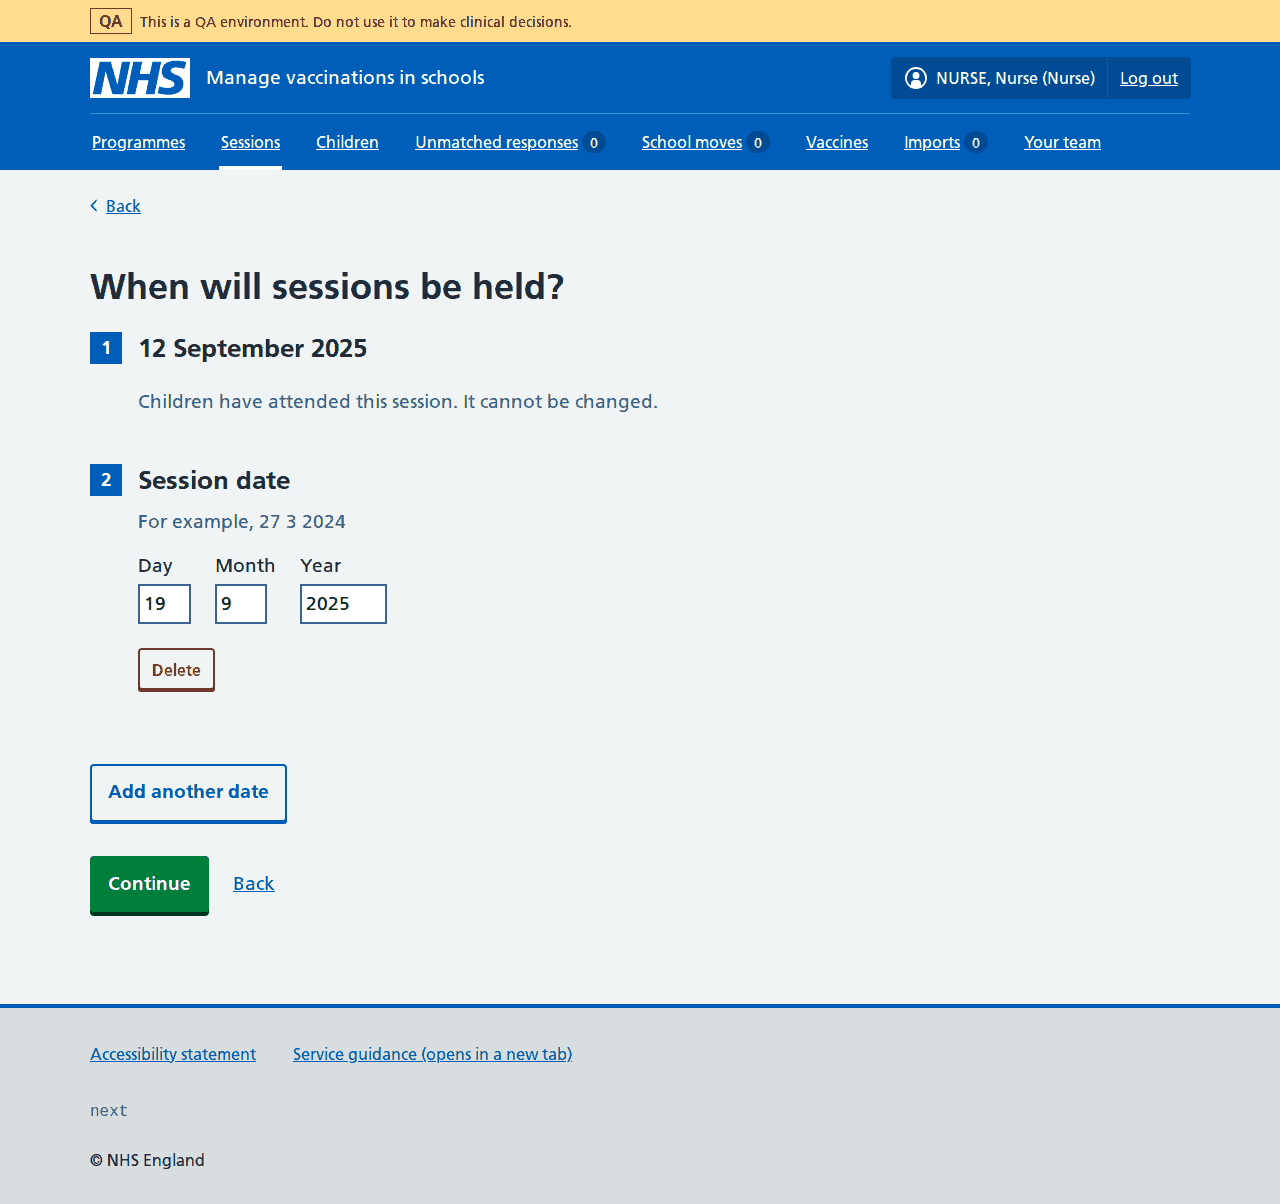 QA This is a QA environment. Do not use it to make clinical decisions.
NHS Manage vaccinations in schools NURSE, Nurse (Nurse) Log out
Programmes Sessions Children Unmatched responses 0 School moves 0 Vaccines Imports 0 Your team
Back
When will sessions be held?
1 12 September 2025
Children have attended this session. It cannot be changed.
2 Session date
For example, 27 3 2024
Day Month Year
19 9 2025
Delete
Add another date
Continue Back
Accessibility statement Service guidance (opens in a new tab)
next
© NHS England